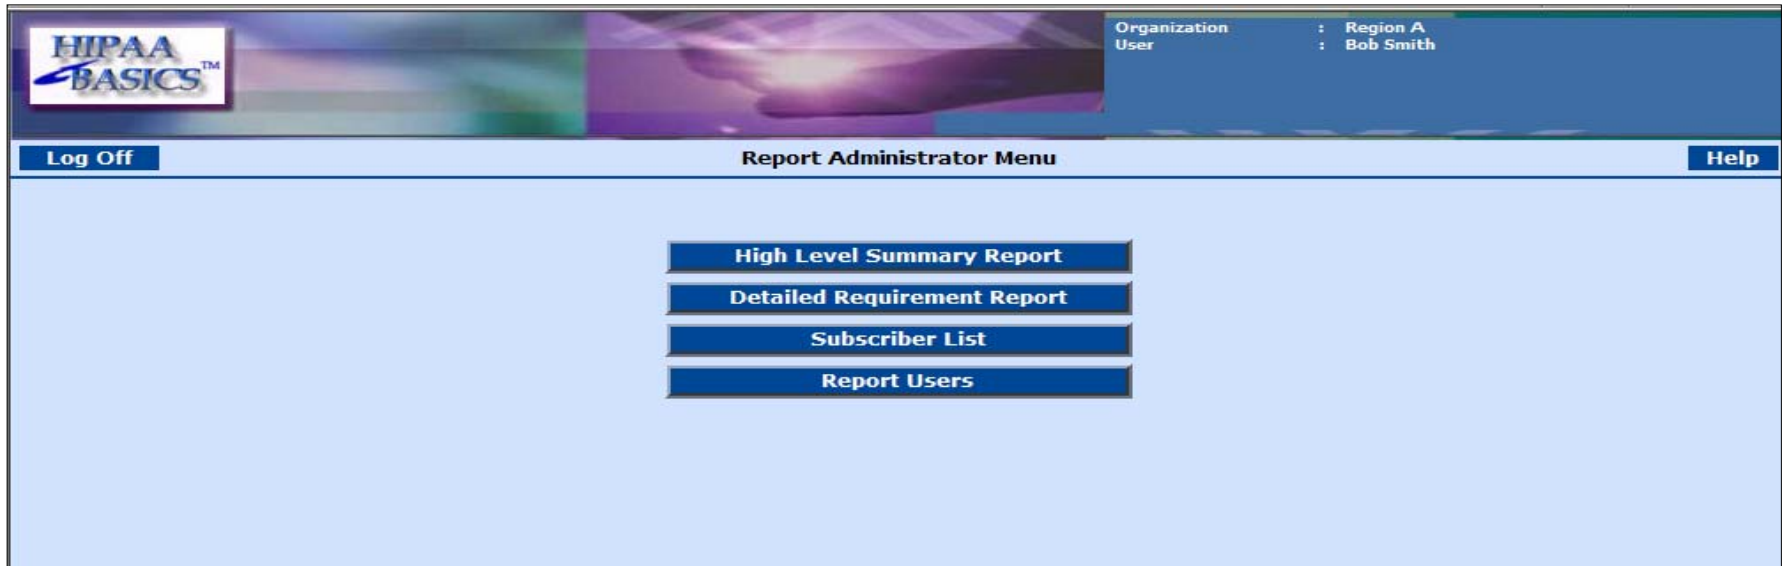 HIPAA
BASICS™
Organization : Region A
User : Bob Smith
Log Off
Report Administrator Menu
Help
High Level Summary Report
Detailed Requirement Report
Subscriber List
Report Users